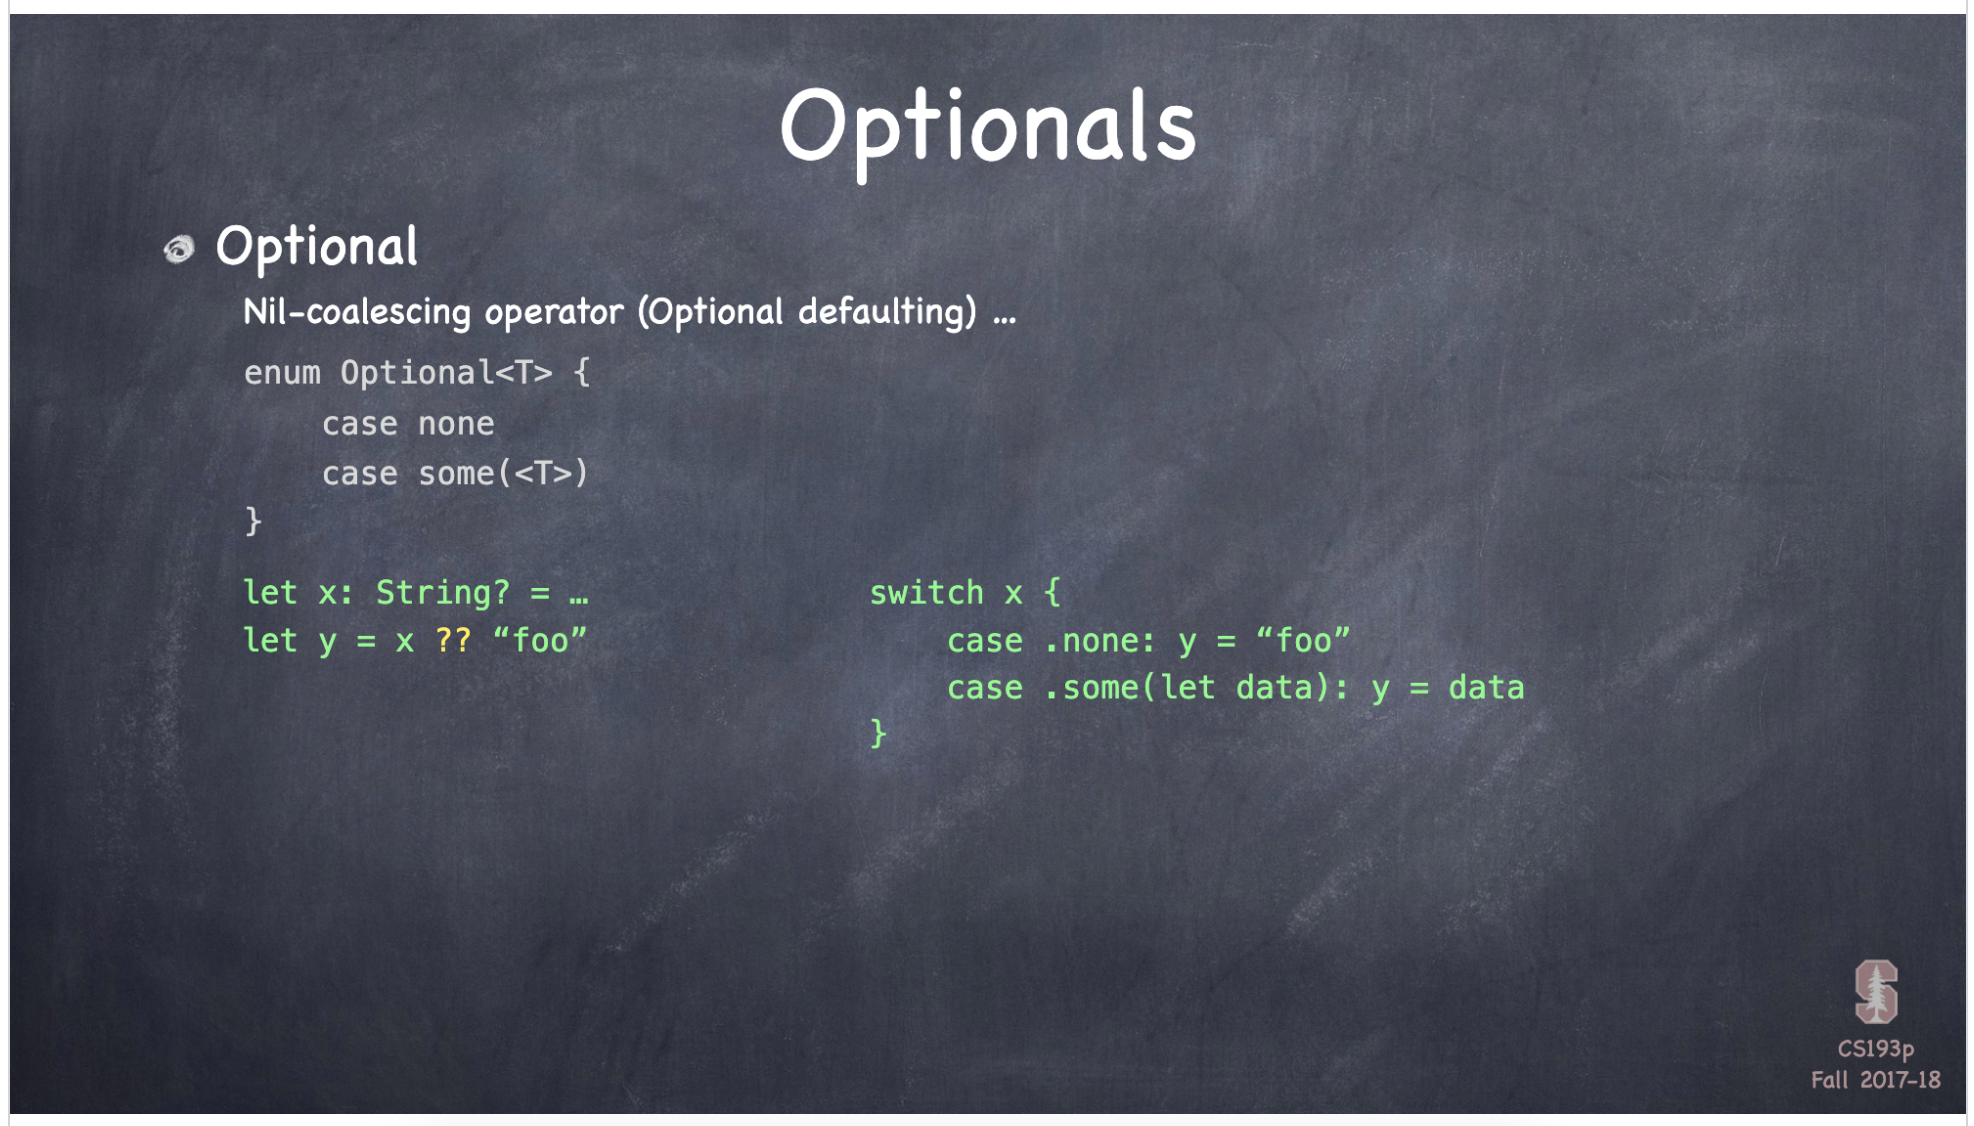 Optionals
Optional
Nil-coalescing operator (Optional defaulting) …
enum Optional<T> {
    case none
    case some(<T>)
}
let x: String? = …
let y = x ?? “foo”
switch x {
    case .none: y = “foo”
    case .some(let data): y = data
}
S
CS193p
Fall 2017-18